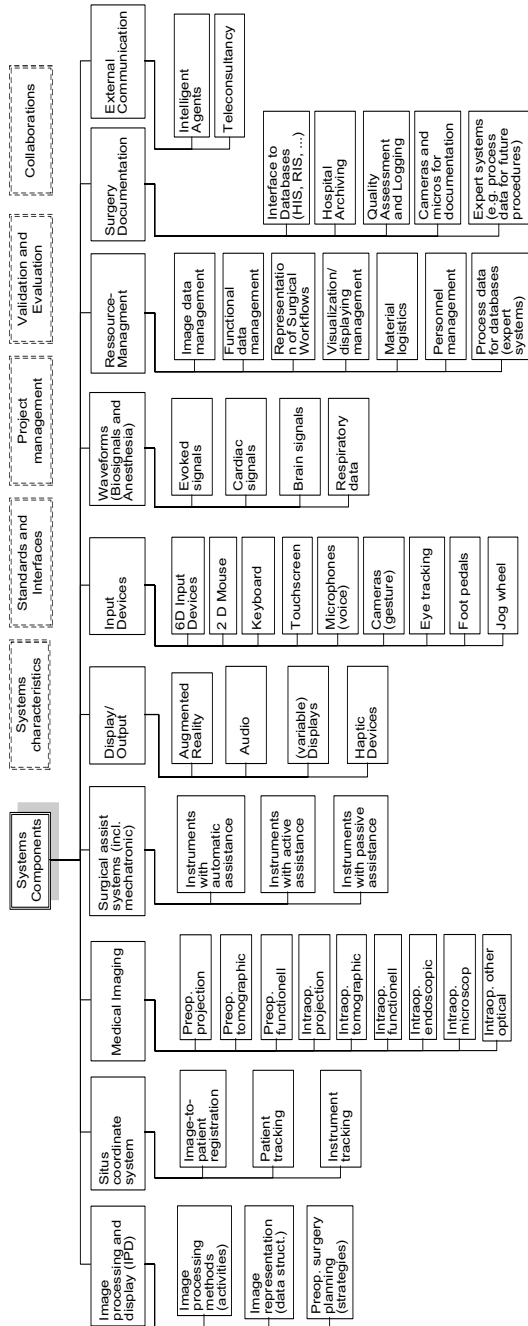 Systems
Components
Systems
characteristics
Standards and
Interfaces
Project
management
Validation and
Evaluation
Collaborations
Image
processing and
display (IPD)
Image
processing
methods
(activities)
Image
representation
(data struct.)
Preop. surgery
planning
(strategies)
Situs
coordinate
system
Image-to-
patient
registration
Patient
tracking
Instrument
tracking
Medical Imaging
Preop.
projection
Preop.
tomographic
Preop.
functionell
Intraop.
projection
Intraop.
tomographic
Intraop.
functionell
Intraop.
endoscopic
Intraop.
microscop
Intraop. other
optical
Surgical assist
systems (incl.
mechatronic)
Instruments
with
automatic
assistance
Instruments
with active
assistance
Instruments
with passive
assistance
Display/
Output
Augmented
Reality
Audio
(variable)
Displays
Haptic
Devices
Input
Devices
6D Input
Devices
2 D Mouse
Keyboard
Touchscreen
Microphones
(voice)
Cameras
(gesture)
Eye tracking
Foot pedals
Jog wheel
Waveforms
(Biosignals and
Anesthesia)
Evoked
signals
Cardiac
signals
Brain signals
Respiratory
data
Ressource-
Managment
Image data
management
Functional
data
management
Representatio
n of Surgical
Workflows
Visualization/
displaying
management
Material
logistics
Personnel
management
Process data
for databases
(expert
systems)
Surgery
Documentation
Interface to
Databases
(HIS, RIS, ...)
Hospital
Archiving
Quality
Assessment
and Logging
Cameras and
micros for
documentation
Expert systems
(e.g. process
data for future
procedures)
External
Communication
Intelligent
Agents
Teleconsultancy